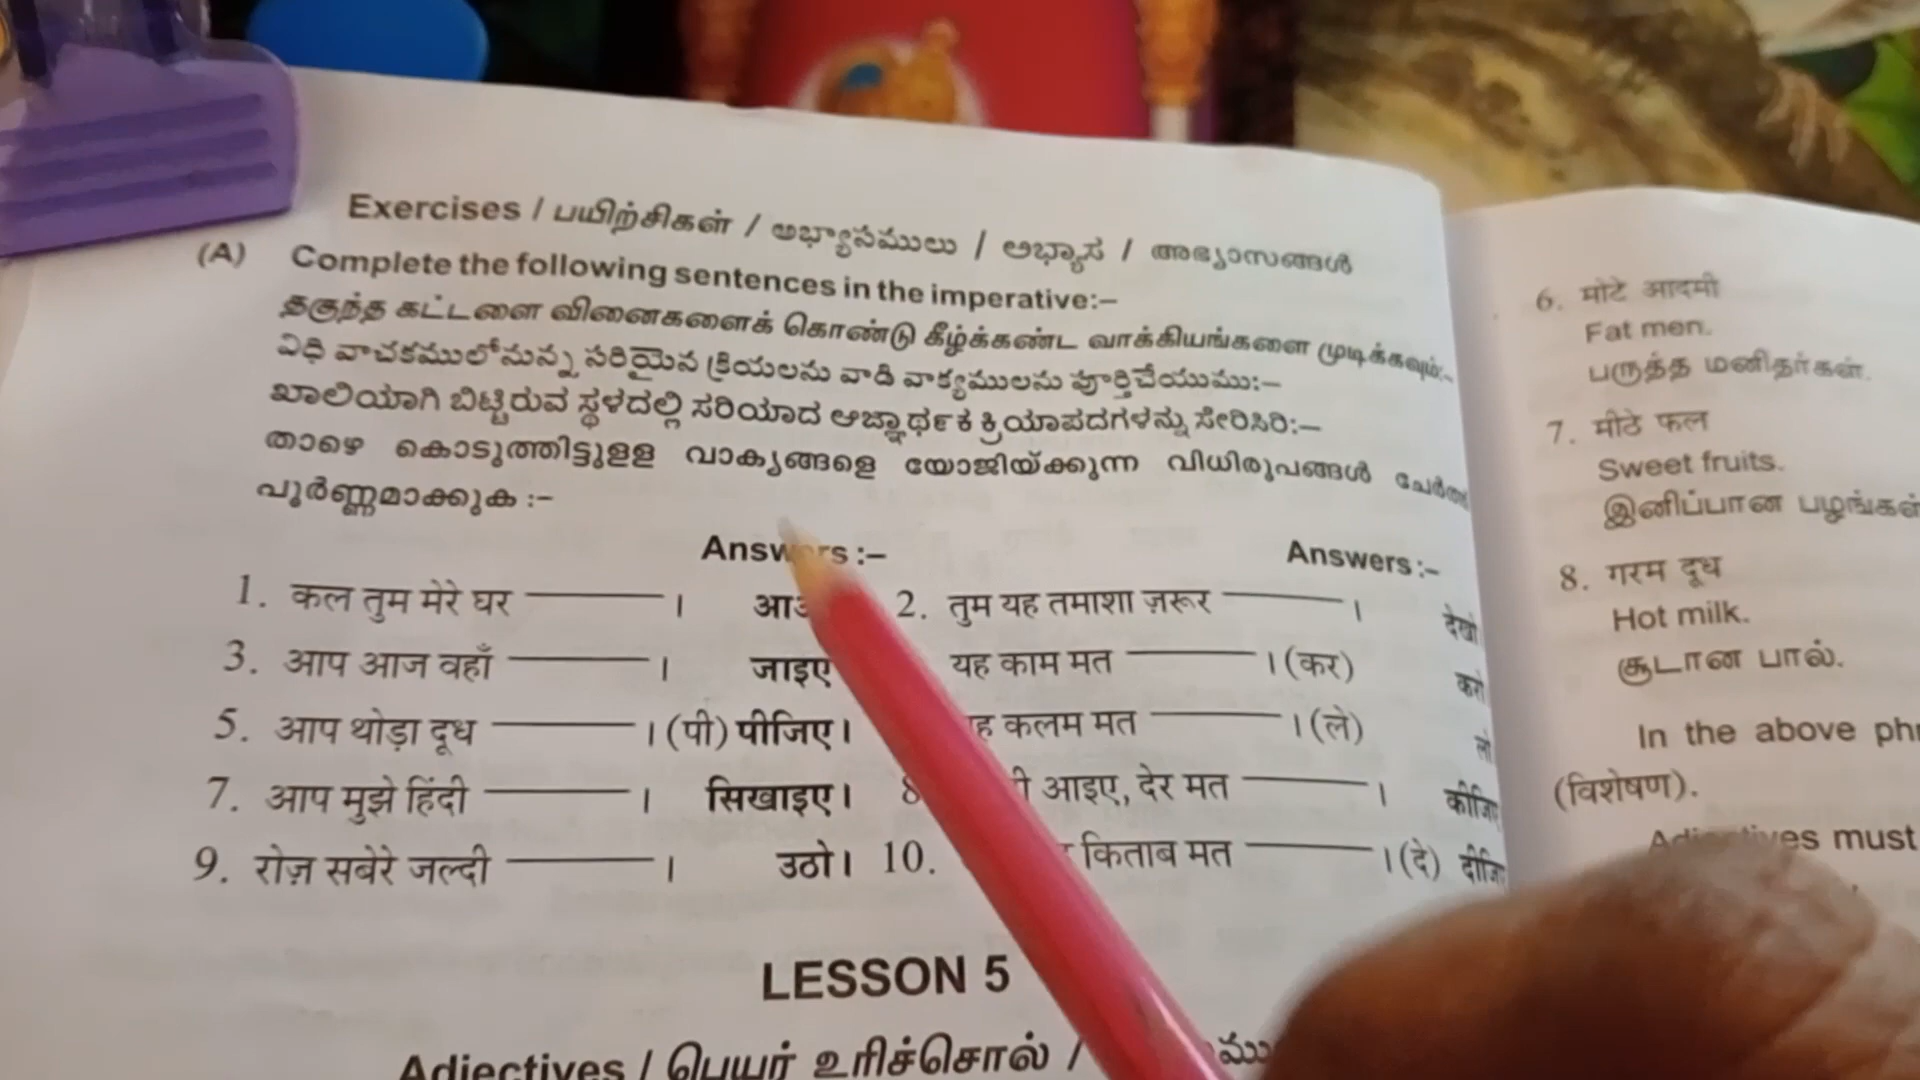 Exercises / பயிற்சிகள் / అభ్యాసములు / ಅಭ್ಯಾಸ / അഭ്യാസങ്ങൾ
(A) Complete the following sentences in the imperative:–
தகுந்த கட்டளை வினைகளைக் கொண்டு கீழ்க்கண்ட வாக்கியங்களை முடிக்கவும்:-
విధి వాచకములోనున్న సరియైన క్రియలను వాడి వాక్యములను పూర్తిచేయుము:–
ಖಾಲಿಯಾಗಿ ಬಿಟ್ಟಿರುವ ಸ್ಥಳದಲ್ಲಿ ಸರಿಯಾದ ಆಜ್ಞಾರ್ಥಕ ಕ್ರಿಯಾಪದಗಳನ್ನು ಸೇರಿಸಿರಿ:–
താഴെ കൊടുത്തിട്ടുളള വാക്യങ്ങളെ യോജിയ്ക്കുന്ന വിധിരൂപങ്ങൾ
പൂർണ്ണമാക്കുക :–
Answers :– Answers :–
1. कल तुम मेरे घर ———— । 2. तुम यह तमाशा ज़रूर ———— । देखो
3. आप आज वहाँ ———— । जाइए यह काम मत ———— । (कर) करो
5. आप थोड़ा दूध ———— । (पी) पीजिए। कलम मत ———— । (ले) लो
7. आप मुझे हिंदी ———— । सिखाइए। 8 आइए, देर मत ———— । कीजिए
9. रोज़ सबेरे जल्दी ———— । उठो। 10. किताब मत ———— । (दे) दीजिए
LESSON 5
Adjectives / பெயர் உரிச்சொல் /
6. मोटे आदमी
Fat men.
பருத்த மனிதர்கள்.
7. मीठे फल
Sweet fruits.
இனிப்பான பழங்கள்
8. गरम दूध
Hot milk.
சூடான பால்.
In the above
(विशेषण).
Adjectives must